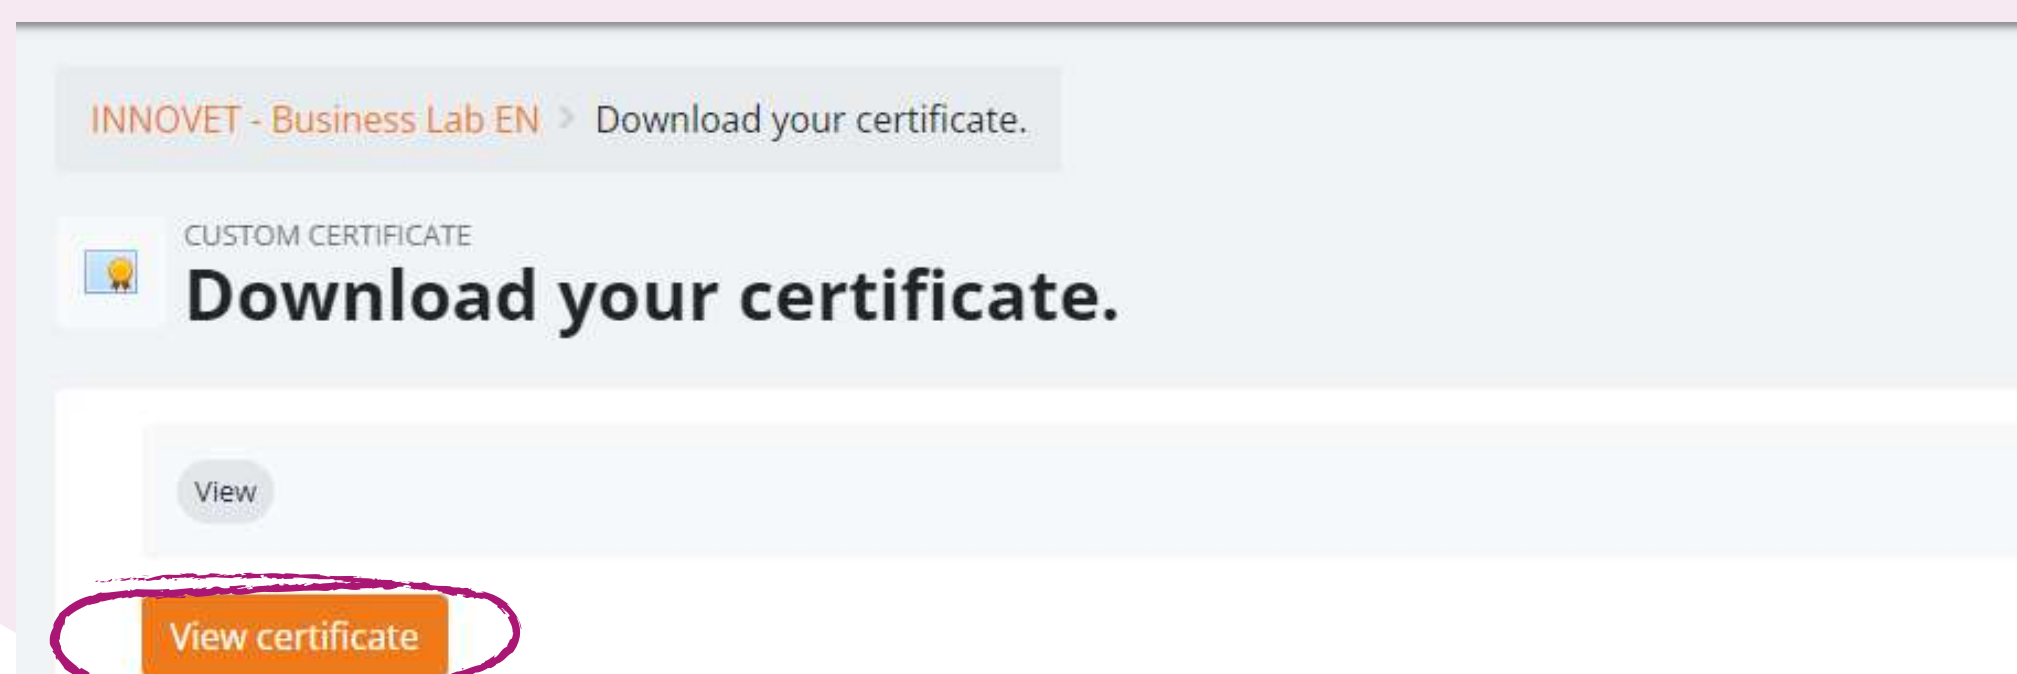 INNOVET - Business Lab EN > Download your certificate.
CUSTOM CERTIFICATE
Download your certificate.
View
View certificate